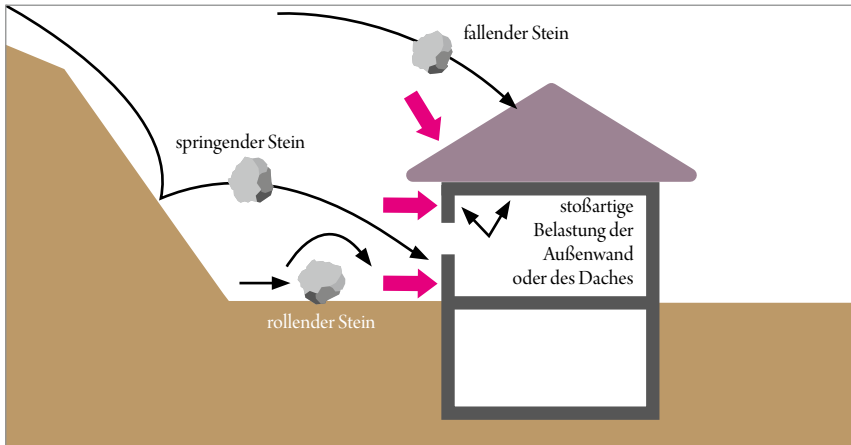 fallender Stein
springender Stein
stoßartige
Belastung der
Außenwand
oder des Daches
rollender Stein